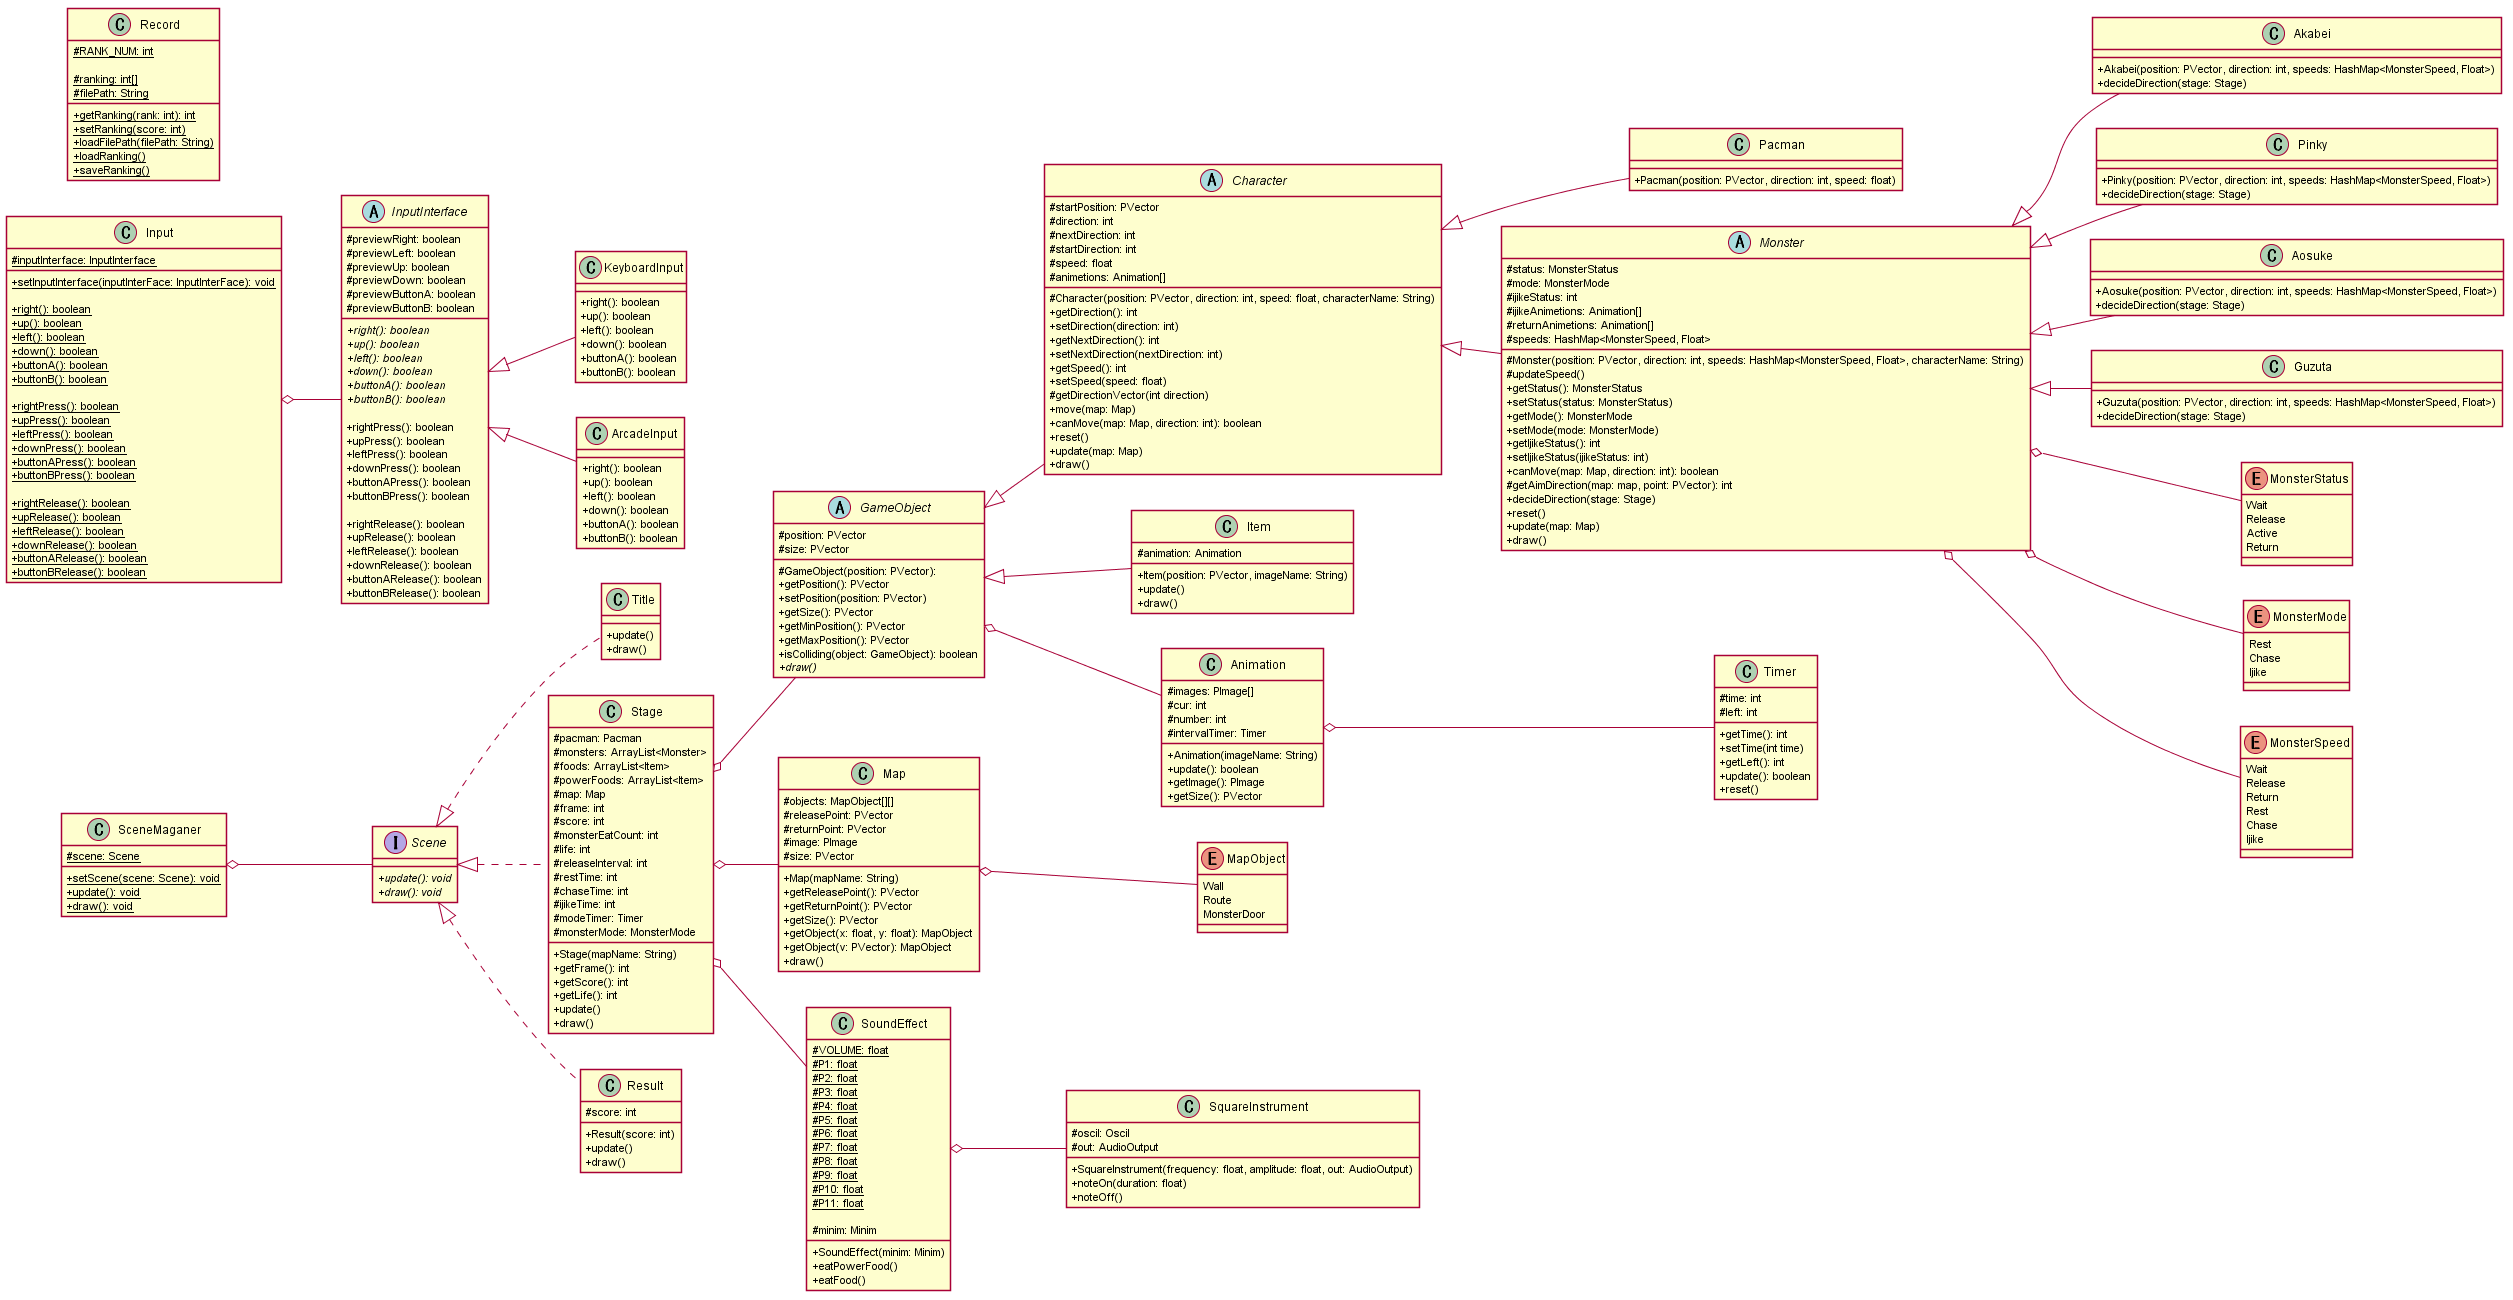 C Record
#RANK_NUM: int
#ranking: int[]
#filePath: String
+getRanking(rank: int): int
+setRanking(score: int)
+loadFilePath(filePath: String)
+loadRanking()
+saveRanking()
C Input
#inputInterface: InputInterface
+setInputInterface(inputInterFace: InputInterFace): void
+right(): boolean
+up(): boolean
+left(): boolean
+down(): boolean
+buttonA(): boolean
+buttonB(): boolean
+rightPress(): boolean
+upPress(): boolean
+leftPress(): boolean
+downPress(): boolean
+buttonAPress(): boolean
+buttonBPress(): boolean
+rightRelease(): boolean
+upRelease(): boolean
+leftRelease(): boolean
+downRelease(): boolean
+buttonARelease(): boolean
+buttonBRelease(): boolean
A InputInterface
#previewRight: boolean
#previewLeft: boolean
#previewUp: boolean
#previewDown: boolean
#previewButtonA: boolean
#previewButtonB: boolean
+right(): boolean
+up(): boolean
+left(): boolean
+down(): boolean
+buttonA(): boolean
+buttonB(): boolean
+rightPress(): boolean
+upPress(): boolean
+leftPress(): boolean
+downPress(): boolean
+buttonAPress(): boolean
+buttonBPress(): boolean
+rightRelease(): boolean
+upRelease(): boolean
+leftRelease(): boolean
+downRelease(): boolean
+buttonARelease(): boolean
+buttonBRelease(): boolean
C KeyboardInput
+right(): boolean
+up(): boolean
+left(): boolean
+down(): boolean
+buttonA(): boolean
+buttonB(): boolean
C ArcadeInput
+right(): boolean
+up(): boolean
+left(): boolean
+down(): boolean
+buttonA(): boolean
+buttonB(): boolean
C SceneMaganer
#scene: Scene
+setScene(scene: Scene): void
+update(): void
+draw(): void
I Scene
+update(): void
+draw(): void
C Title
+update()
+draw()
C Stage
#pacman: Pacman
#monsters: ArrayList<Monster>
#foods: ArrayList<Item>
#powerFoods: ArrayList<Item>
#map: Map
#frame: int
#score: int
#monsterEatCount: int
#life: int
#releaseInterval: int
#restTime: int
#chaseTime: int
#ijikeTime: int
#modeTimer: Timer
#monsterMode: MonsterMode
+Stage(mapName: String)
+getFrame(): int
+getScore(): int
+getLife(): int
+update()
+draw()
C Result
#score: int
+Result(score: int)
+update()
+draw()
A GameObject
#position: PVector
#size: PVector
#GameObject(position: PVector):
+getPosition(): PVector
+setPosition(position: PVector)
+getSize(): PVector
+getMinPosition(): PVector
+getMaxPosition(): PVector
+isColliding(object: GameObject): boolean
+draw()
C Map
#objects: MapObject[][]
#releasePoint: PVector
#returnPoint: PVector
#image: PImage
#size: PVector
+Map(mapName: String)
+getReleasePoint(): PVector
+getReturnPoint(): PVector
+getSize(): PVector
+getObject(x: float, y: float): MapObject
+getObject(v: PVector): MapObject
+draw()
C SoundEffect
#VOLUME: float
#P1: float
#P2: float
#P3: float
#P4: float
#P5: float
#P6: float
#P7: float
#P8: float
#P9: float
#P10: float
#P11: float
#minim: Minim
+SoundEffect(minim: Minim)
+eatPowerFood()
+eatFood()
A Character
#startPosition: PVector
#direction: int
#nextDirection: int
#startDirection: int
#speed: float
#animetions: Animation[]
#Character(position: PVector, direction: int, speed: float, characterName: String)
+getDirection(): int
+setDirection(direction: int)
+getNextDirection(): int
+setNextDirection(nextDirection: int)
+getSpeed(): int
+setSpeed(speed: float)
#getDirectionVector(int direction)
+move(map: Map)
+canMove(map: Map, direction: int): boolean
+reset()
+update(map: Map)
+draw()
C Item
#animation: Animation
+Item(position: PVector, imageName: String)
+update()
+draw()
C Animation
#images: PImage[]
#cur: int
#number: int
#intervalTimer: Timer
+Animation(imageName: String)
+update(): boolean
+getImage(): PImage
+getSize(): PVector
E MapObject
Wall
Route
MonsterDoor
C SquareInstrument
#oscil: Oscil
#out: AudioOutput
+SquareInstrument(frequency: float, amplitude: float, out: AudioOutput)
+noteOn(duration: float)
+noteOff()
C Pacman
+Pacman(position: PVector, direction: int, speed: float)
A Monster
#status: MonsterStatus
#mode: MonsterMode
#ijikeStatus: int
#ijikeAnimetions: Animation[]
#returnAnimetions: Animation[]
#speeds: HashMap<MonsterSpeed, Float>
#Monster(position: PVector, direction: int, speeds: HashMap<MonsterSpeed, Float>, characterName: String)
#updateSpeed()
+getStatus(): MonsterStatus
+setStatus(status: MonsterStatus)
+getMode(): MonsterMode
+setMode(mode: MonsterMode)
+getIjikeStatus(): int
+setIjikeStatus(ijikeStatus: int)
+canMove(map: Map, direction: int): boolean
#getAimDirection(map: map, point: PVector): int
+decideDirection(stage: Stage)
+reset()
+update(map: Map)
+draw()
C Timer
#time: int
#left: int
+getTime(): int
+setTime(int time)
+getLeft(): int
+update(): boolean
+reset()
C Akabei
+Akabei(position: PVector, direction: int, speeds: HashMap<MonsterSpeed, Float>)
+decideDirection(stage: Stage)
C Pinky
+Pinky(position: PVector, direction: int, speeds: HashMap<MonsterSpeed, Float>)
+decideDirection(stage: Stage)
C Aosuke
+Aosuke(position: PVector, direction: int, speeds: HashMap<MonsterSpeed, Float>)
+decideDirection(stage: Stage)
C Guzuta
+Guzuta(position: PVector, direction: int, speeds: HashMap<MonsterSpeed, Float>)
+decideDirection(stage: Stage)
E MonsterStatus
Wait
Release
Active
Return
E MonsterMode
Rest
Chase
Ijike
E MonsterSpeed
Wait
Release
Return
Rest
Chase
Ijike